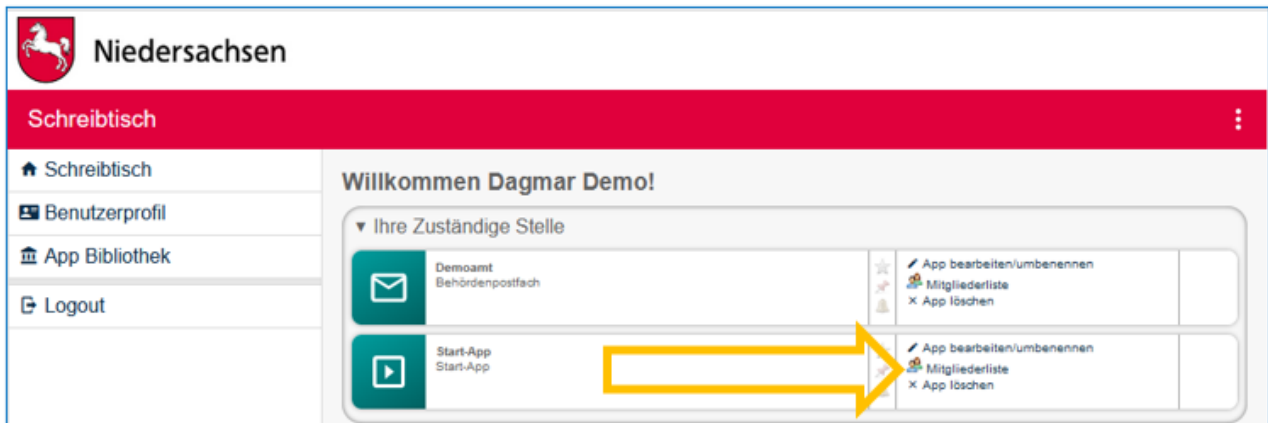 Niedersachsen
Schreibtisch
Schreibtisch
Benutzerprofil
App Bibliothek
Logout
Willkommen Dagmar Demo!
Ihre Zuständige Stelle
Demoamt
Behördenpostfach
App bearbeiten/umbenennen
Mitgliederliste
App löschen
Start-App
Start-App
App bearbeiten/umbenennen
Mitgliederliste
App löschen